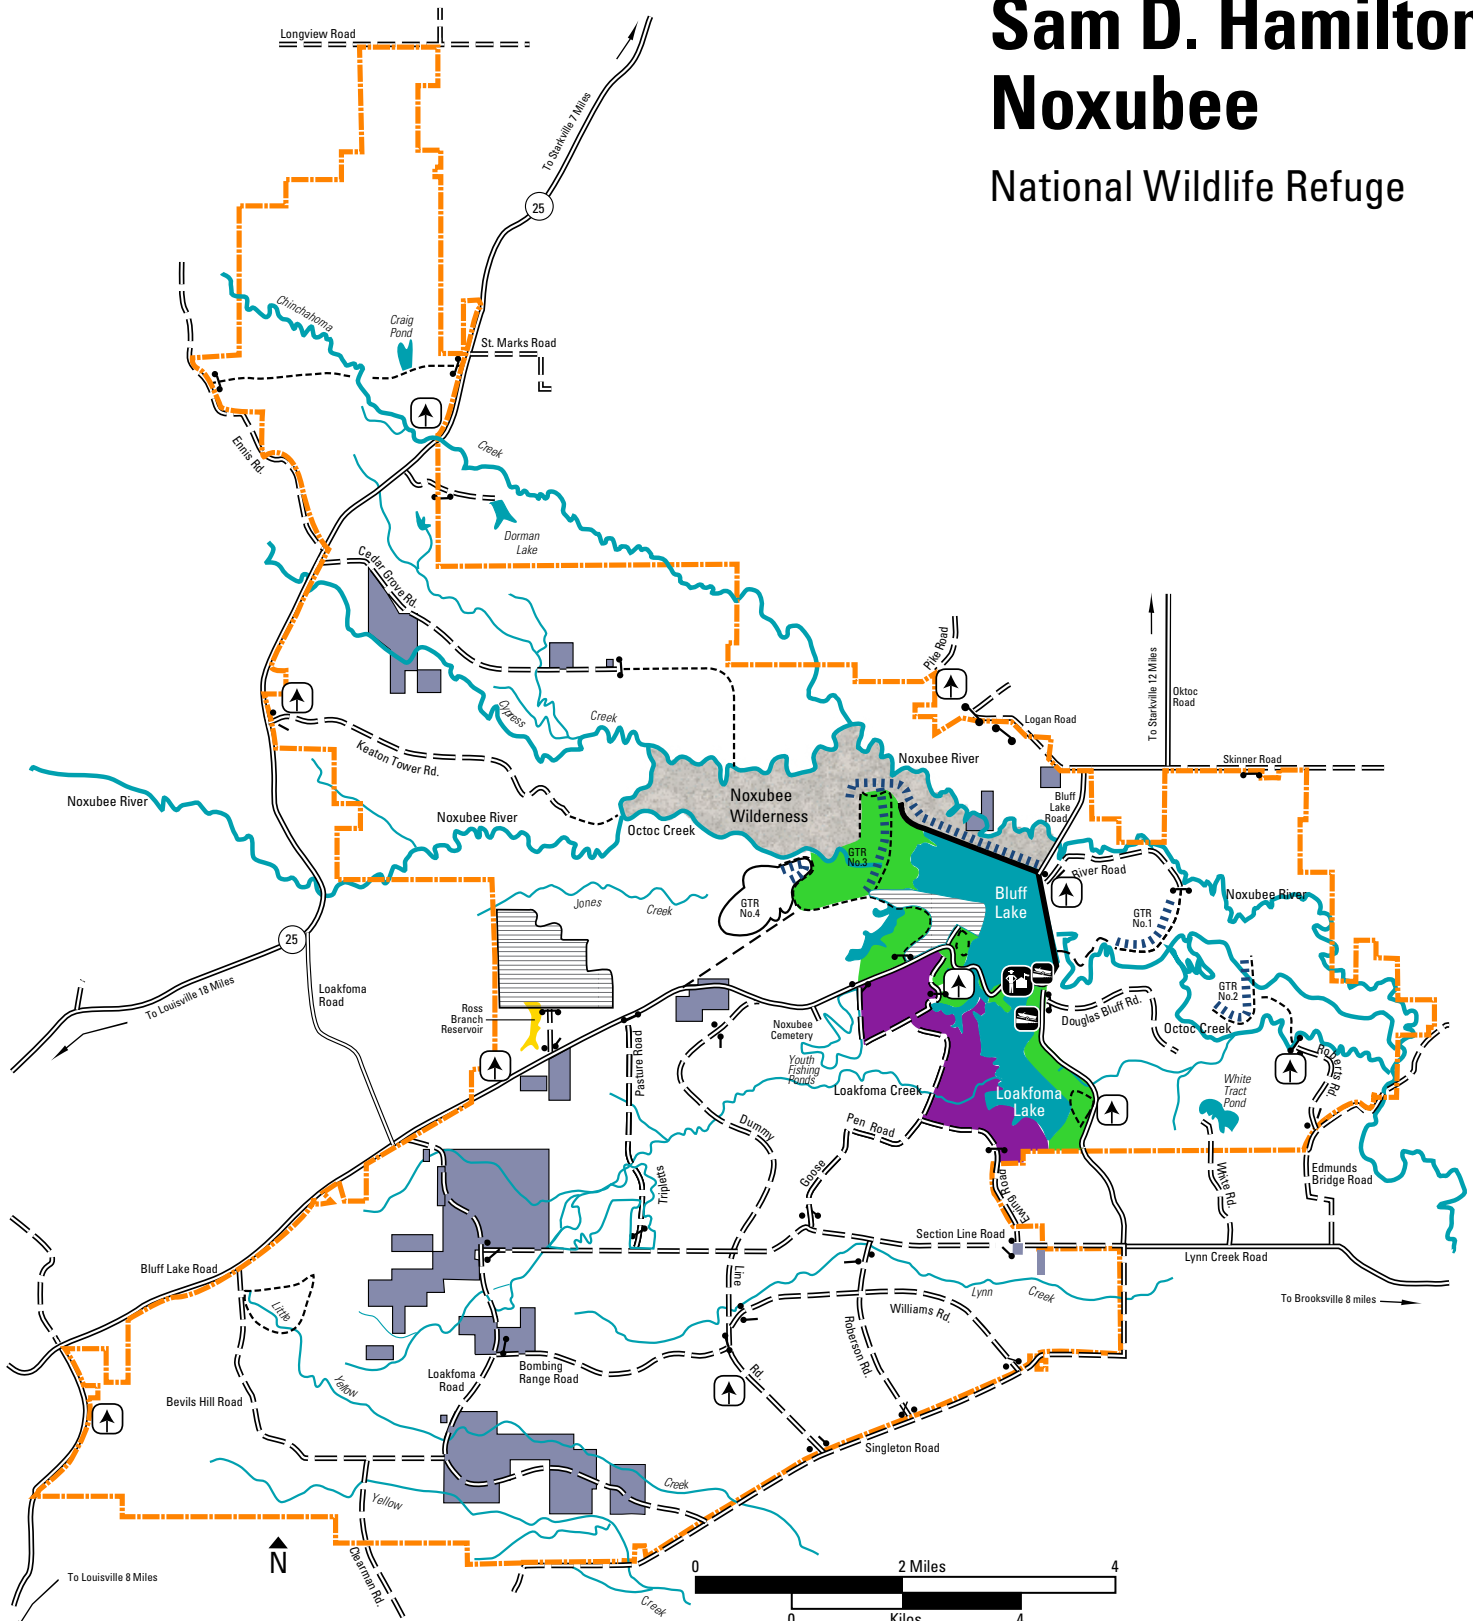 Sam D. Hamilton
Noxubee
National Wildlife Refuge
Longview Road
To Starkville 7 Miles
25
Chinchahoma
Craig
Pond
St. Marks Road
Ennis Rd.
Creek
Dorman
Lake
Cedar Grove Rd.
Pike Road
To Starkville 12 Miles
Oktoc
Road
Cypress
Creek
Logan Road
Keaton Tower Rd.
Noxubee River
Skinner Road
Noxubee River
Noxubee
Wilderness
Bluff
Lake
Road
Noxubee River
Octoc Creek
GTR
No.3
River Road
Bluff
Lake
Noxubee River
Jones
Creek
GTR
No.4
GTR
No.1
25
Loakfoma
Road
To Louisville 18 Miles
Ross
Branch
Reservoir
GTR
No.2
Douglas Bluff Rd.
Octoc Creek
Noxubee
Cemetery
Youth
Fishing
Ponds
Pasture Road
Roberts Rd.
White
Tract
Pond
Loakfoma Creek
Loakfoma
Lake
Pen Road
Dummy
Goose
Tripletts
Ewing Road
White Rd.
Edmunds
Bridge Road
Section Line Road
Lynn Creek Road
Bluff Lake Road
Line
Lynn
Creek
To Brooksville 8 miles
Little
Williams Rd.
Roberson Rd.
Loakfoma
Road
Bombing
Range Road
Rd.
Yellow
Bevils Hill Road
Singleton Road
Creek
Yellow
N
Clearman Rd.
To Louisville 8 Miles
Creek
0
2 Miles
4
0
Kilos
4